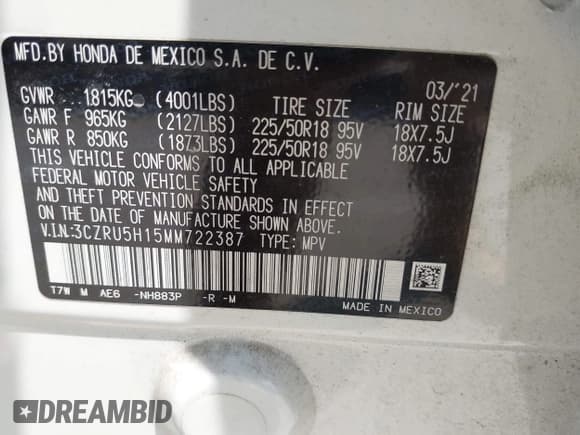 MFD.BY HONDA DE MEXICO S.A. DE C.V.
03/'21
GVWR 1815KG (4001LBS) TIRE SIZE RIM SIZE
GAWR F 965KG (2127LBS) 225/50R18 95V 18X7.5J
GAWR R 850KG (1873LBS) 225/50R18 95V 18X7.5J
THIS VEHICLE CONFORMS TO ALL APPLICABLE
FEDERAL MOTOR VEHICLE SAFETY
AND THEFT PREVENTION STANDARDS IN EFFECT
ON THE DATE OF MANUFACTURE SHOWN ABOVE.
V.I.N:3CZRU5H15MM722387 TYPE: MPV
T7W M AE6 -NH883P -R -M
MADE IN MEXICO
DREAMBID